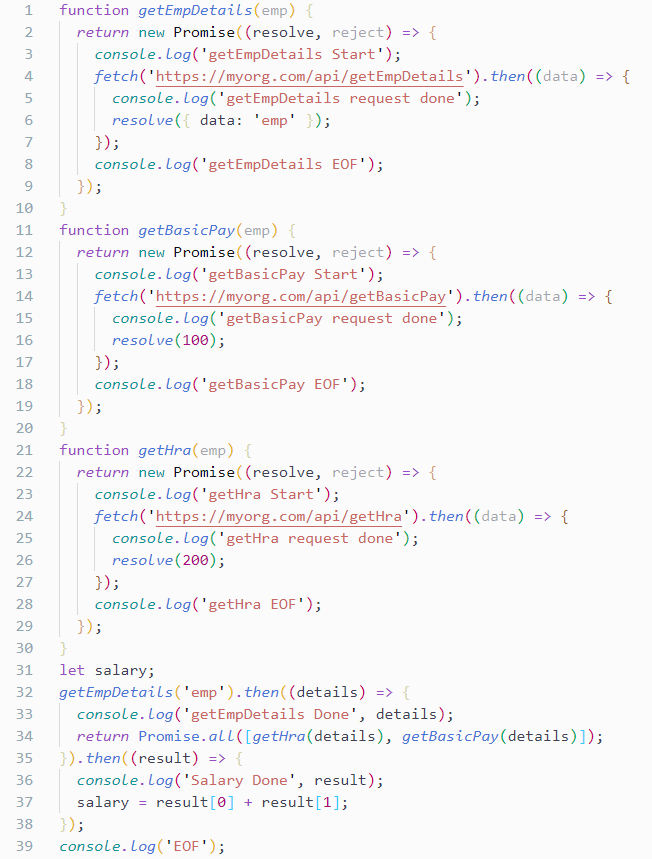 1 function getEmpDetails(emp) {
2 return new Promise((resolve, reject) => {
3 console.log('getEmpDetails Start');
4 fetch('https://myorg.com/api/getEmpDetails').then((data) => {
5 console.log('getEmpDetails request done');
6 resolve({ data: 'emp' });
7 });
8 console.log('getEmpDetails EOF');
9 });
10 }
11 function getBasicPay(emp) {
12 return new Promise((resolve, reject) => {
13 console.log('getBasicPay Start');
14 fetch('https://myorg.com/api/getBasicPay').then((data) => {
15 console.log('getBasicPay request done');
16 resolve(100);
17 });
18 console.log('getBasicPay EOF');
19 });
20 }
21 function getHra(emp) {
22 return new Promise((resolve, reject) => {
23 console.log('getHra Start');
24 fetch('https://myorg.com/api/getHra').then((data) => {
25 console.log('getHra request done');
26 resolve(200);
27 });
28 console.log('getHra EOF');
29 });
30 }
31 let salary;
32 getEmpDetails('emp').then((details) => {
33 console.log('getEmpDetails Done', details);
34 return Promise.all([getHra(details), getBasicPay(details)]);
35 }).then((result) => {
36 console.log('Salary Done', result);
37 salary = result[0] + result[1];
38 });
39 console.log('EOF');